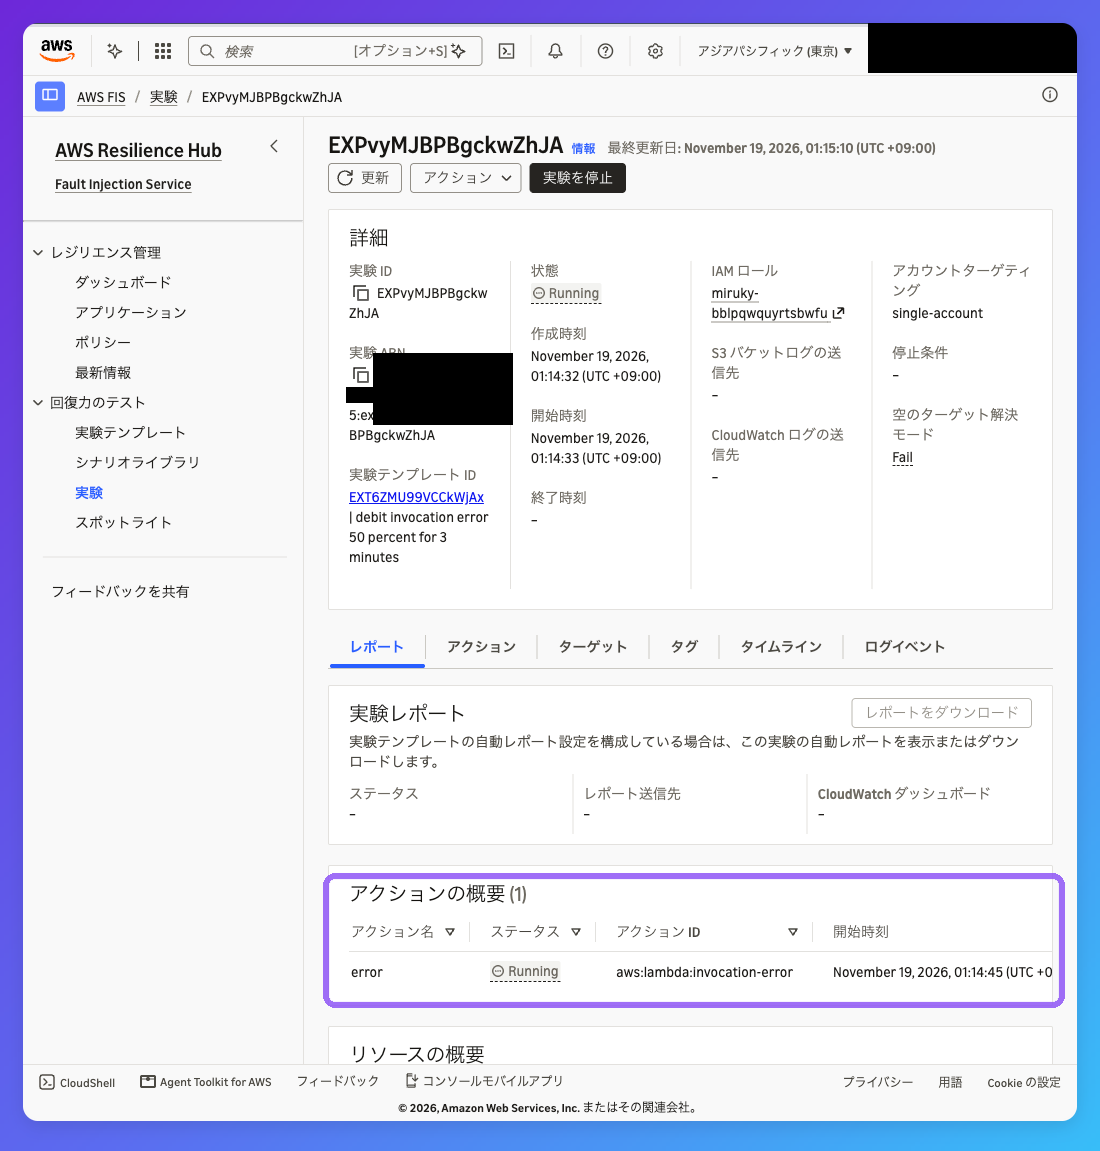 aws
検索 [オプション+S]
アジアパシフィック (東京) ▼
AWS FIS / 実験 / EXPvyMJBPBgckwZhJA
AWS Resilience Hub
Fault Injection Service
レジリエンス管理
ダッシュボード
アプリケーション
ポリシー
最新情報
回復力のテスト
実験テンプレート
シナリオライブラリ
実験
スポットライト
フィードバックを共有
EXPvyMJBPBgckwZhJA 情報 最終更新日: November 19, 2026, 01:15:10 (UTC +09:00)
更新 アクション 実験を停止
詳細
実験 ID
EXPvyMJBPBgckw
ZhJA
実験 ARN
5:ex
BPBgckwZhJA
実験テンプレート ID
EXT6ZMU99VCCkWjAx
| debit invocation error
50 percent for 3
minutes
状態
Running
作成時刻
November 19, 2026,
01:14:32 (UTC +09:00)
開始時刻
November 19, 2026,
01:14:33 (UTC +09:00)
終了時刻
-
IAM ロール
miruky-
bblpqwquyrtsbwfu
S3 バケットログの送
信先
-
CloudWatch ログの送
信先
-
アカウントターゲティ
ング
single-account
停止条件
-
空のターゲット解決
モード
Fail
レポート アクション ターゲット タグ タイムライン ログイベント
実験レポート レポートをダウンロード
実験テンプレートの自動レポート設定を構成している場合は、この実験の自動レポートを表示またはダウン
ロードします。
ステータス レポート送信先 CloudWatch ダッシュボード
- - -
アクションの概要 (1)
アクション名 ステータス アクション ID 開始時刻
error Running aws:lambda:invocation-error November 19, 2026, 01:14:45 (UTC +0
リソースの概要
CloudShell Agent Toolkit for AWS フィードバック コンソールモバイルアプリ プライバシー 用語 Cookie の設定
© 2026, Amazon Web Services, Inc. またはその関連会社。